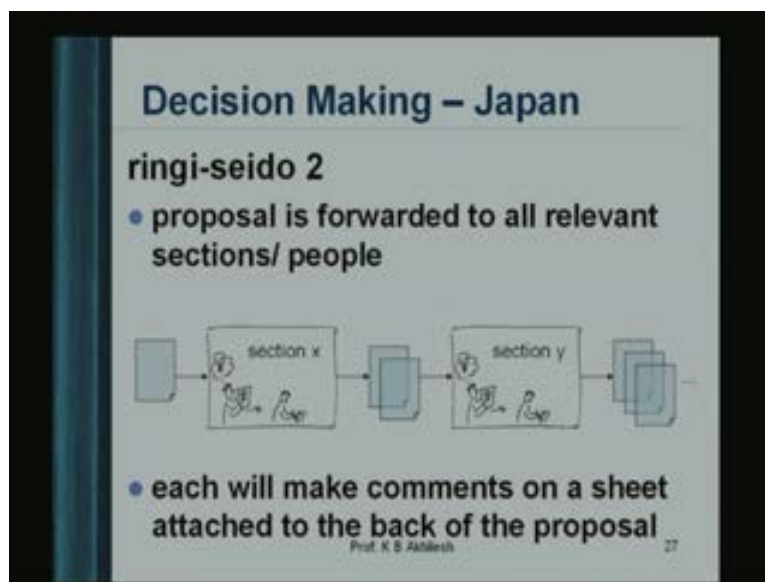 Decision Making – Japan
ringi-seido 2
• proposal is forwarded to all relevant
sections/ people
section x
section y
• each will make comments on a sheet
attached to the back of the proposal
Prof. K B Akhilesh
27